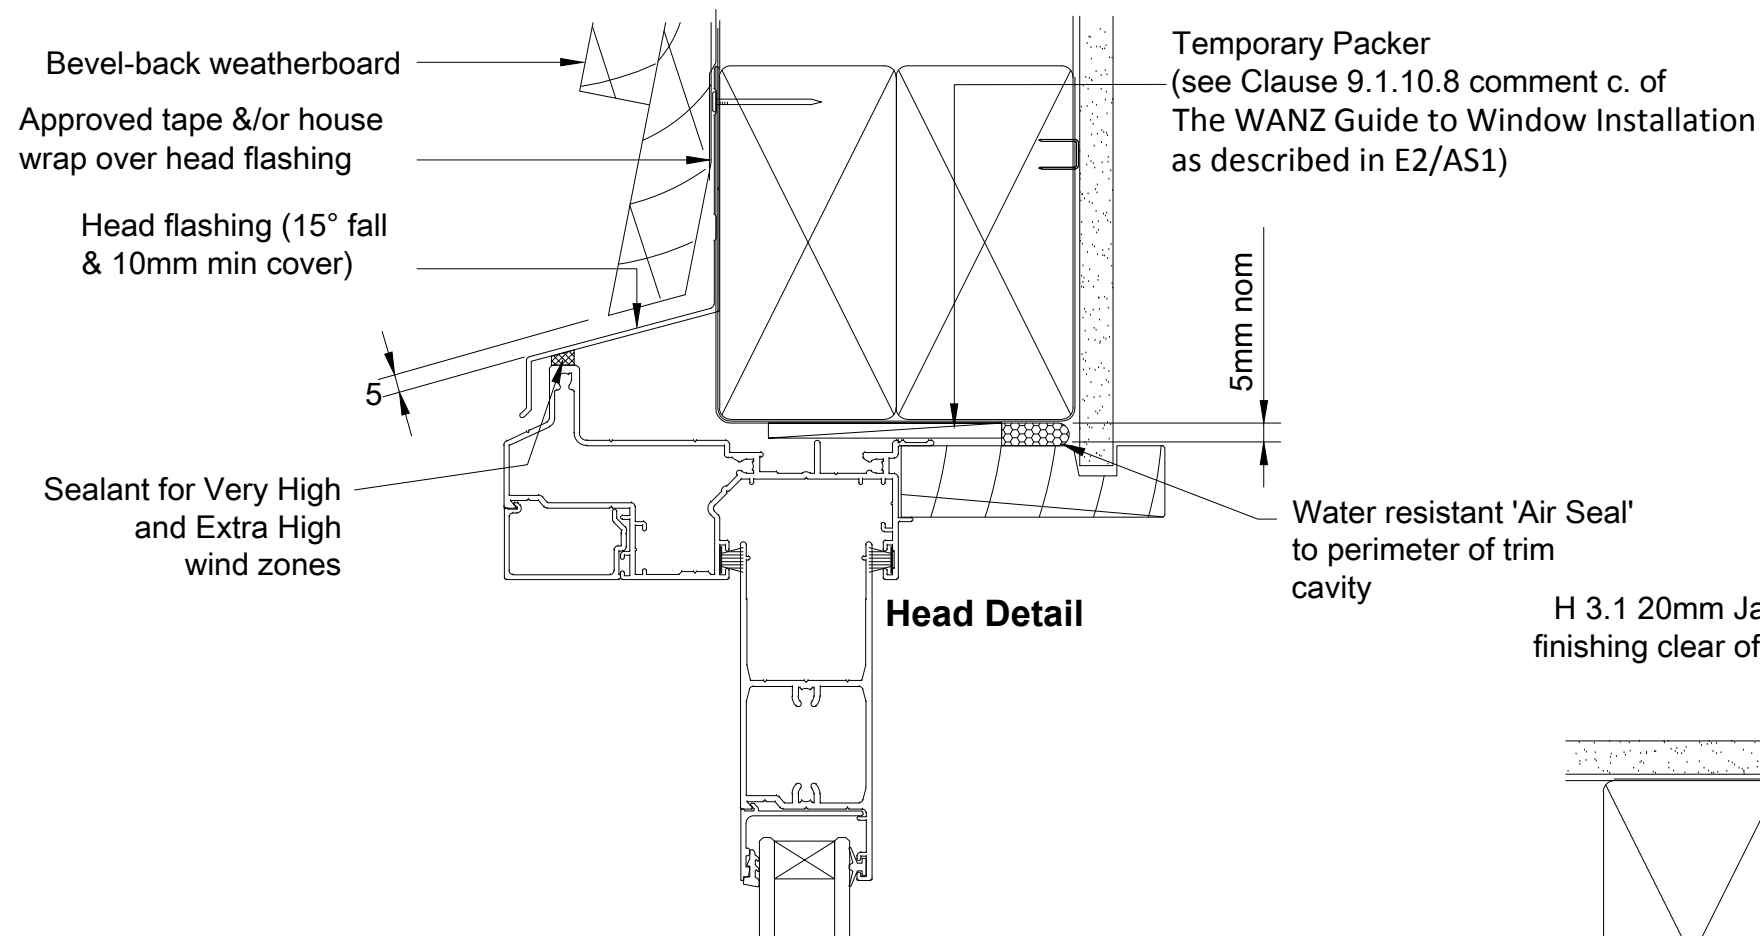 Bevel-back weatherboard
Approved tape &/or house
wrap over head flashing
Head flashing (15° fall
& 10mm min cover)
5
Sealant for Very High
and Extra High
wind zones
Temporary Packer
(see Clause 9.1.10.8 comment c. of
The WANZ Guide to Window Installation
as described in E2/AS1)
5mm nom
Water resistant 'Air Seal'
to perimeter of trim
cavity
Head Detail
H 3.1 20mm Ja
finishing clear of